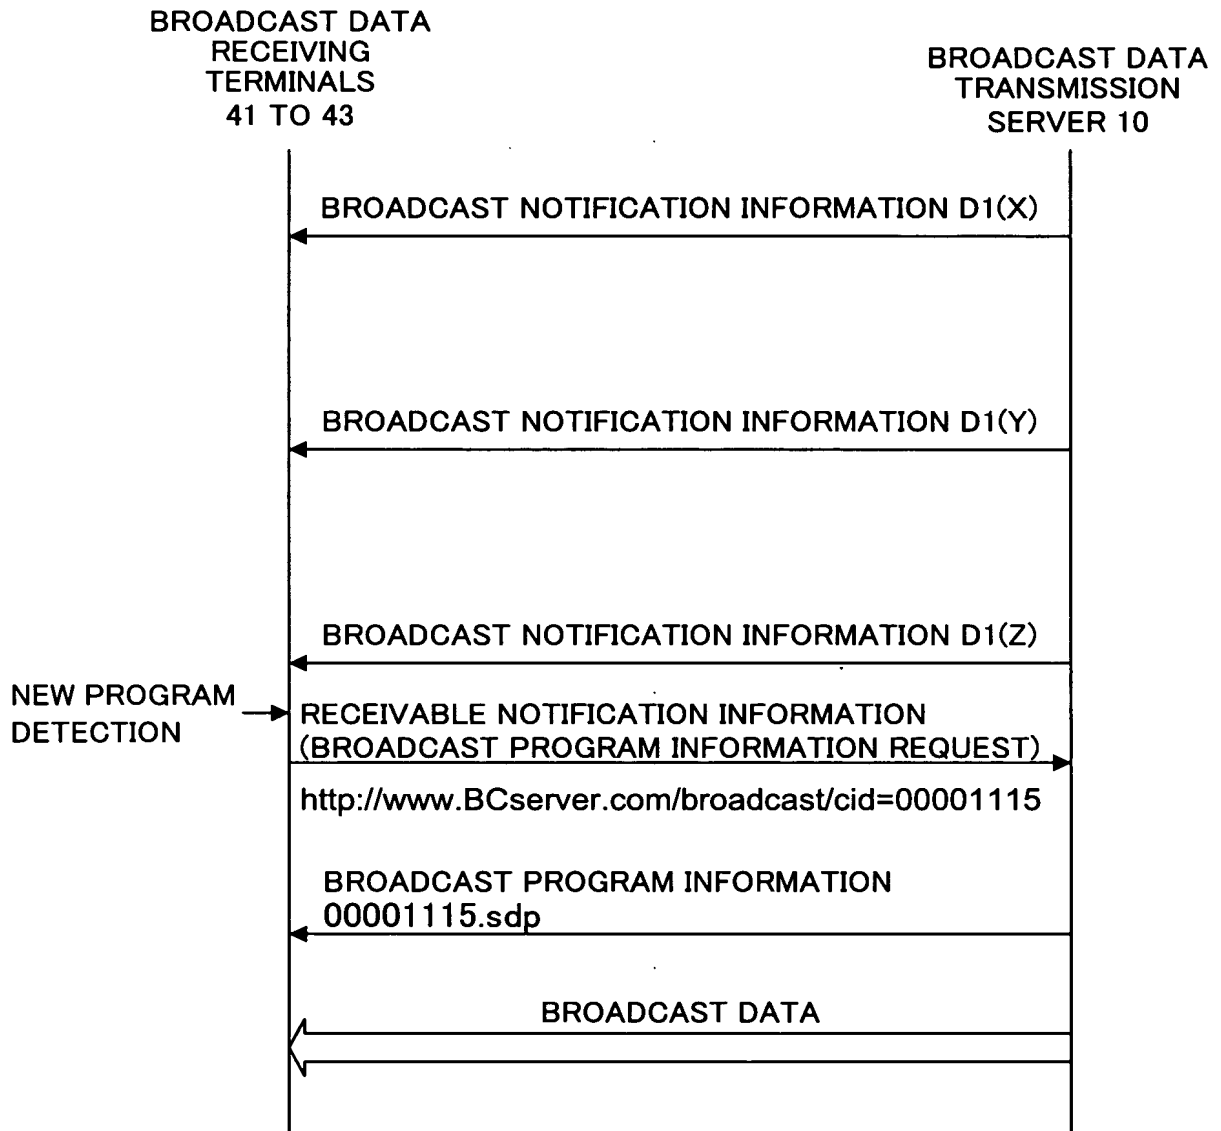 BROADCAST DATA
RECEIVING
TERMINALS
41 TO 43
BROADCAST DATA
TRANSMISSION
SERVER 10
BROADCAST NOTIFICATION INFORMATION D1(X)
BROADCAST NOTIFICATION INFORMATION D1(Y)
BROADCAST NOTIFICATION INFORMATION D1(Z)
NEW PROGRAM
DETECTION
RECEIVABLE NOTIFICATION INFORMATION
(BROADCAST PROGRAM INFORMATION REQUEST)
http://www.BCserver.com/broadcast/cid=00001115
BROADCAST PROGRAM INFORMATION
00001115.sdp
BROADCAST DATA